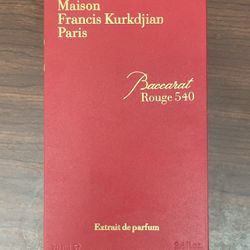 Maison
Francis Kurkdjian
Paris
Baccarat
Rouge 540
Extrait de parfum